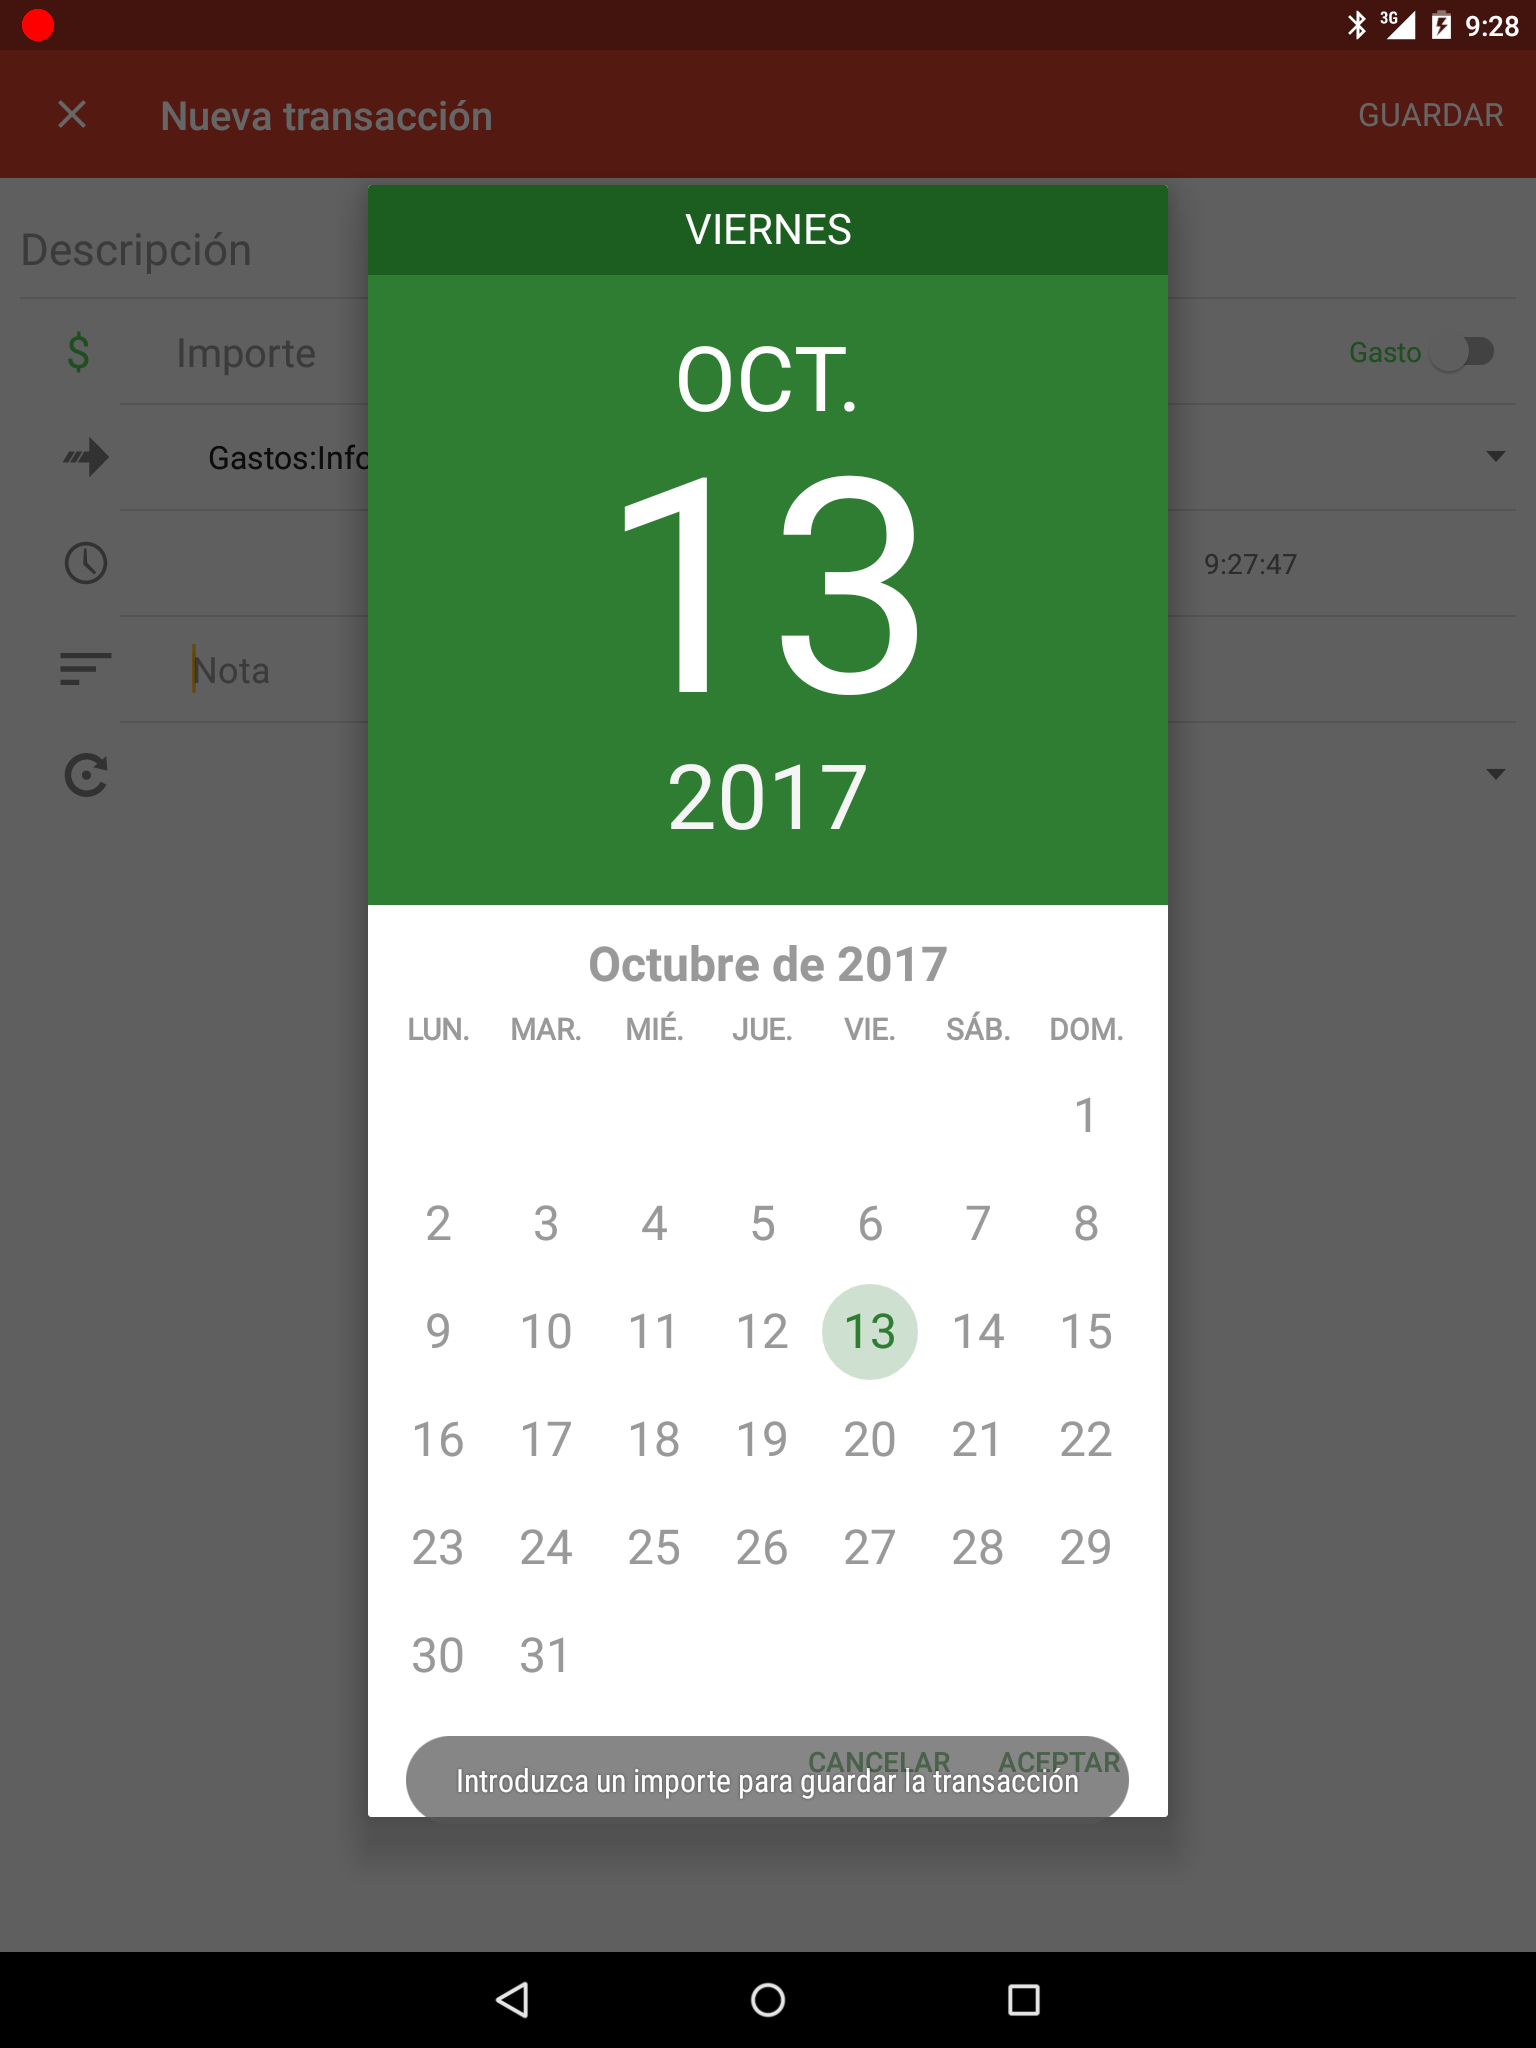 3G 9:28
Nueva transacción GUARDAR
Descripción
$ Importe Gasto
Gastos:Info
9:27:47
Nota
VIERNES
OCT.
13
2017
Octubre de 2017
LUN. MAR. MIÉ. JUE. VIE. SÁB. DOM.
1
2 3 4 5 6 7 8
9 10 11 12 13 14 15
16 17 18 19 20 21 22
23 24 25 26 27 28 29
30 31
CANCELAR ACEPTAR
Introduzca un importe para guardar la transacción